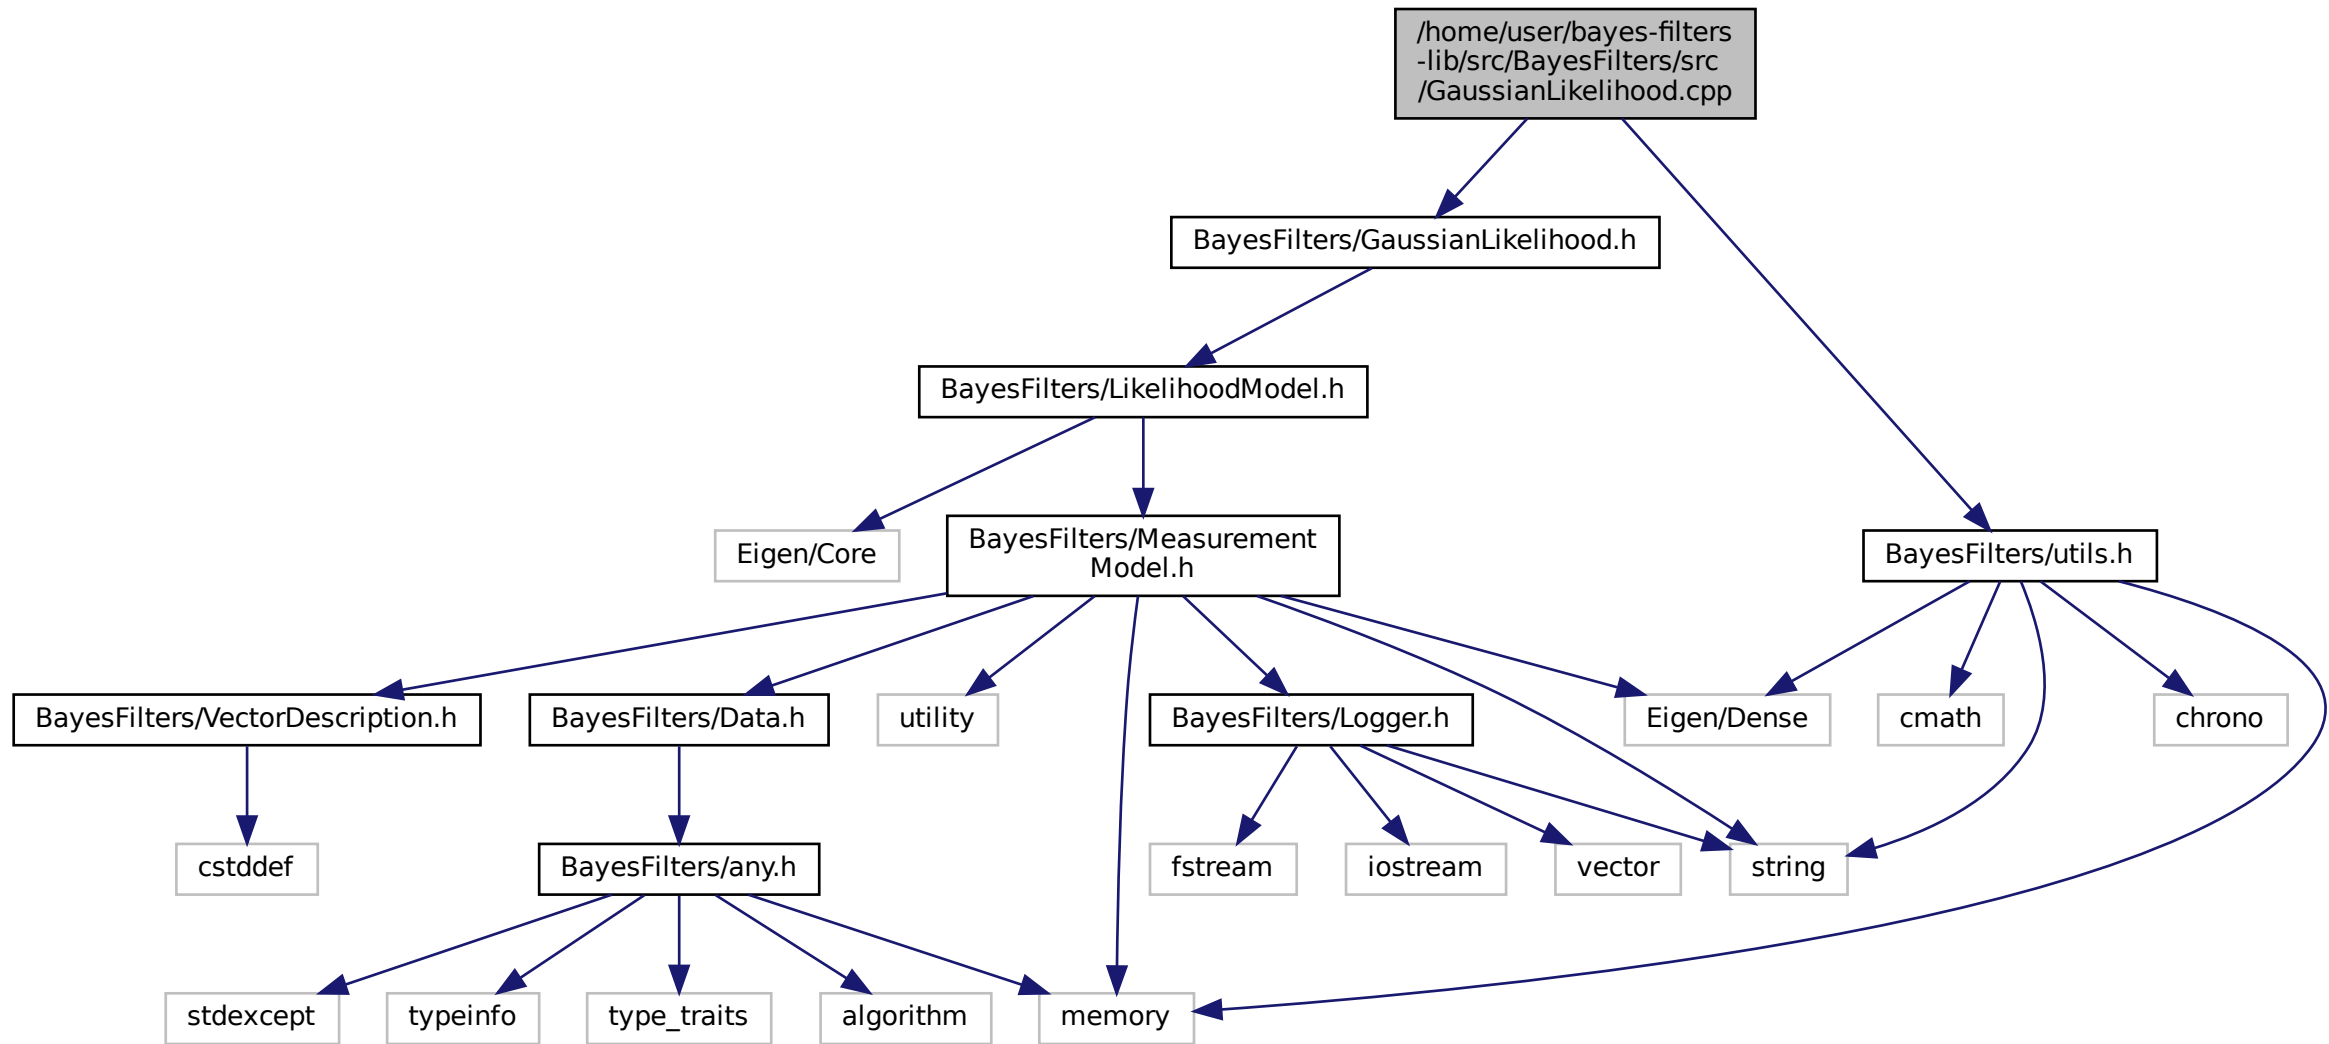 /home/user/bayes-filters
-lib/src/BayesFilters/src
/GaussianLikelihood.cpp
BayesFilters/GaussianLikelihood.h
BayesFilters/LikelihoodModel.h
Eigen/Core
BayesFilters/Measurement
Model.h
BayesFilters/utils.h
BayesFilters/VectorDescription.h
BayesFilters/Data.h
utility
BayesFilters/Logger.h
Eigen/Dense
cmath
chrono
cstddef
BayesFilters/any.h
fstream
iostream
vector
string
stdexcept
typeinfo
type_traits
algorithm
memory